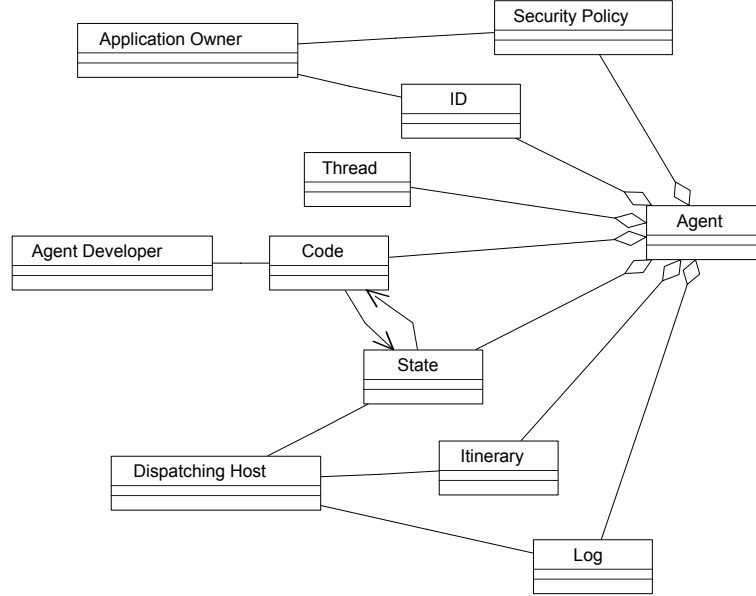 Security Policy
Application Owner
ID
Thread
Agent
Agent Developer
Code
State
Itinerary
Dispatching Host
Log